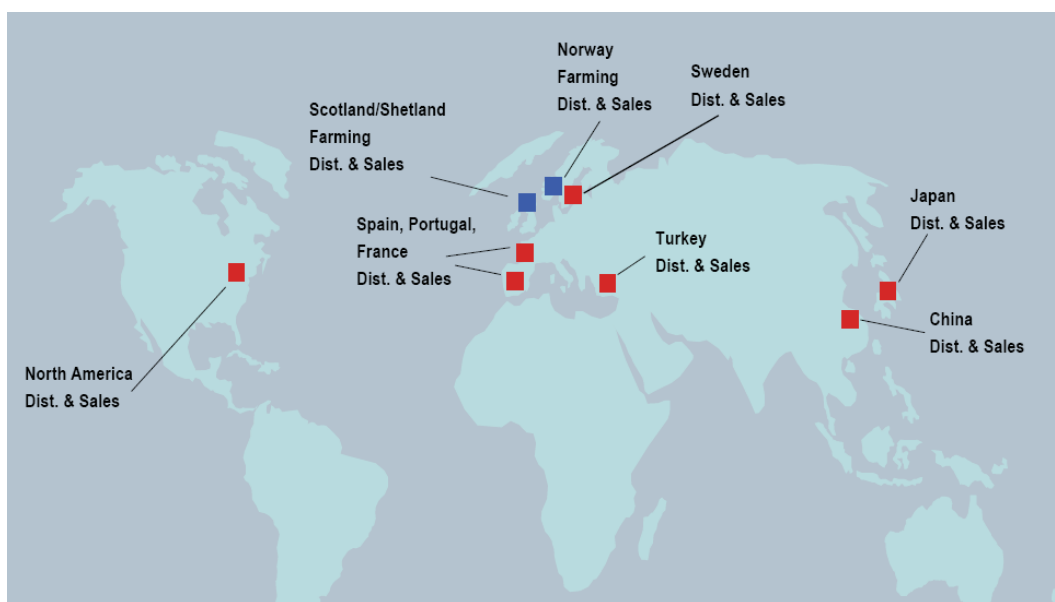 Norway
Farming
Dist. & Sales
Sweden
Dist. & Sales
Scotland/Shetland
Farming
Dist. & Sales
Spain, Portugal,
France
Dist. & Sales
Turkey
Dist. & Sales
Japan
Dist. & Sales
China
Dist. & Sales
North America
Dist. & Sales